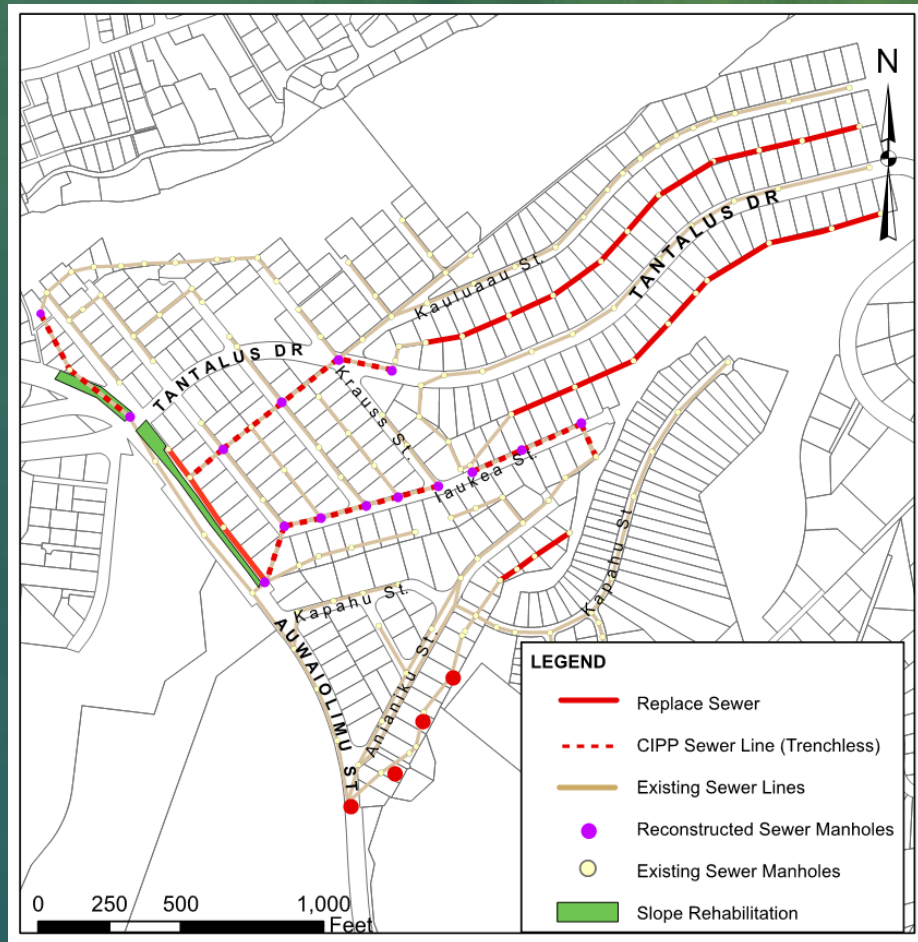 N
Kauluaau St.
TANTALUS DR
TANTALUS DR
Krauss St.
Iaukea St.
Kapahu St.
Kapahu St.
Anianiku St.
AUWAIOLIMU ST
LEGEND
Replace Sewer
CIPP Sewer Line (Trenchless)
Existing Sewer Lines
Reconstructed Sewer Manholes
Existing Sewer Manholes
Slope Rehabilitation
0 250 500 1,000
Feet